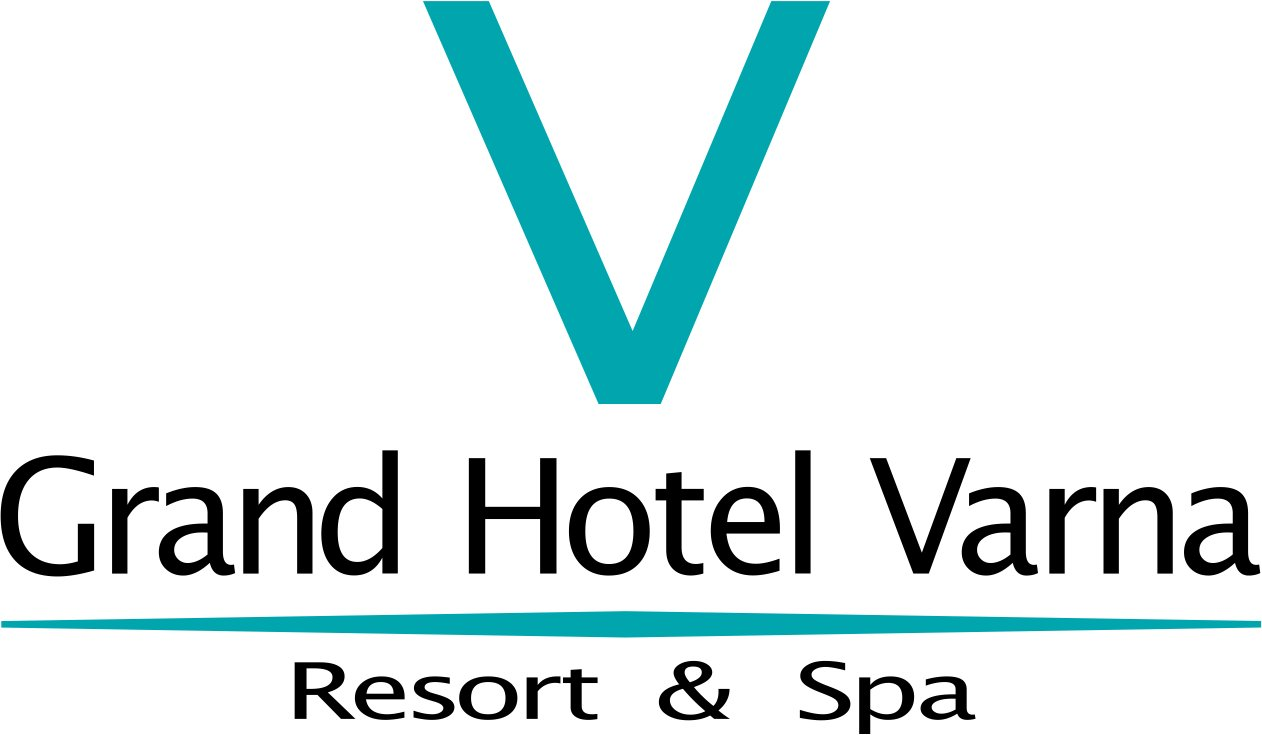 V
Grand Hotel Varna
Resort & Spa